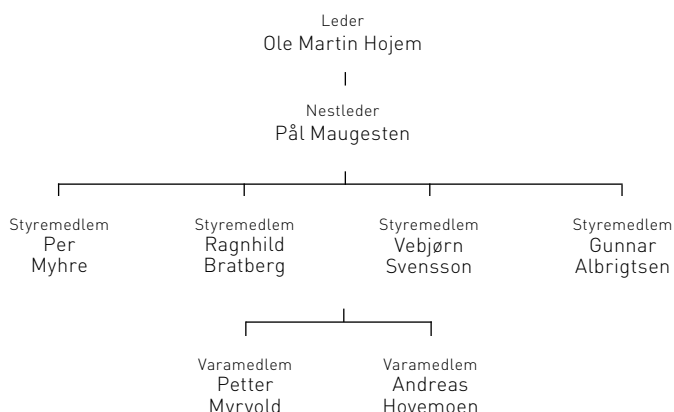 Leder
Ole Martin Hojem
Nestleder
Pål Maugesten
Styremedlem
Per
Myhre
Styremedlem
Ragnhild
Bratberg
Styremedlem
Vebjørn
Svensson
Styremedlem
Gunnar
Albrigtsen
Varamedlem
Petter
Myrvold
Varamedlem
Andreas
Hovemoen